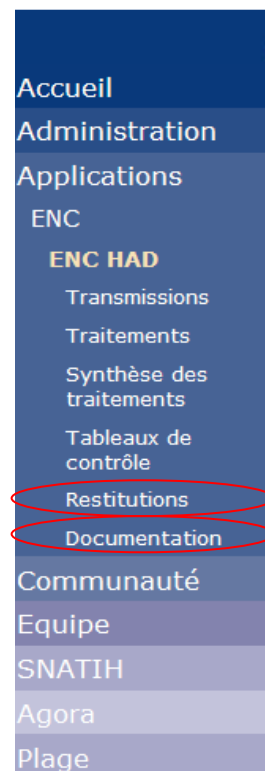 Accueil
Administration
Applications
ENC
ENC HAD
Transmissions
Traitements
Synthèse des
traitements
Tableaux de
contrôle
Restitutions
Documentation
Communauté
Equipe
SNATIH
Agora
Plage